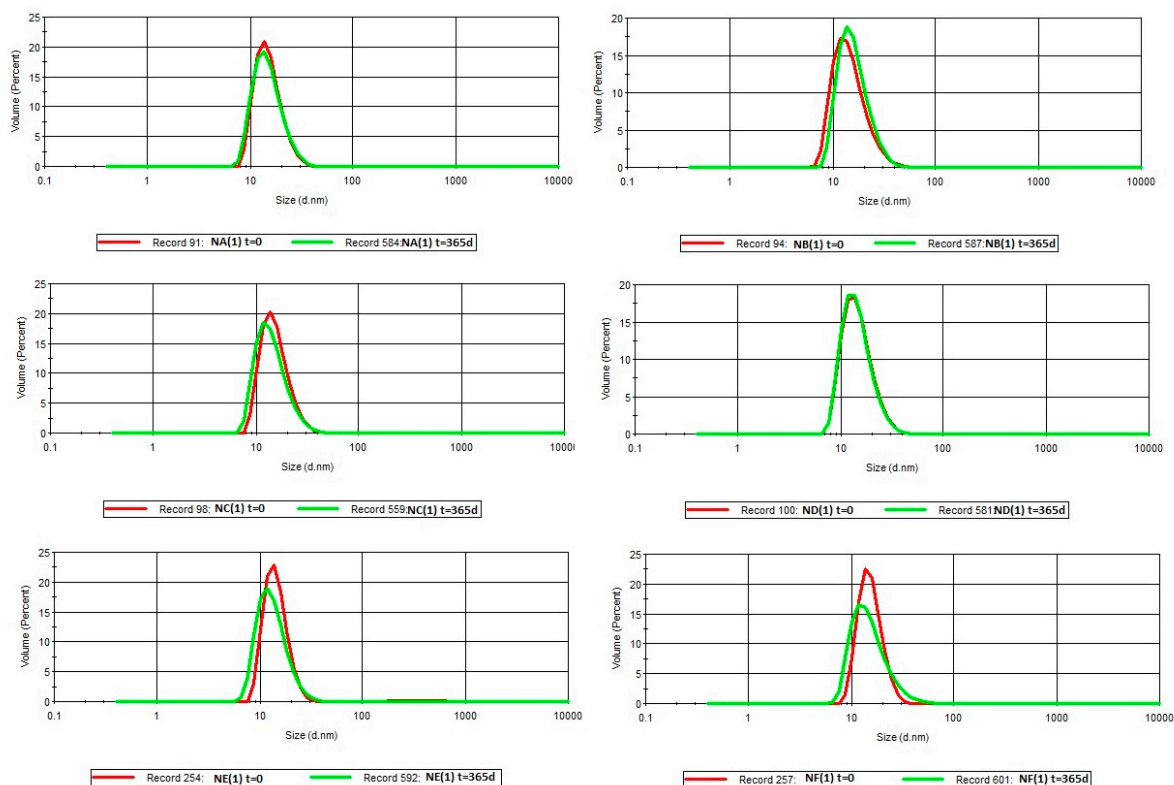 25
20
15
10
5
0
Volume (Percent)
0.1 1 10 100 1000 10000
Size (d.nm)
Record 91: NA(1) t=0 Record 584:NA(1) t=365d
20
15
10
5
0
Volume (Percent)
0.1 1 10 100 1000 10000
Size (d.nm)
Record 94: NB(1) t=0 Record 587:NB(1) t=365d
25
20
15
10
5
0
Volume (Percent)
0.1 1 10 100 1000 10000
Size (d.nm)
Record 98: NC(1) t=0 Record 559:NC(1) t=365d
20
15
10
5
0
Volume (Percent)
0.1 1 10 100 1000 10000
Size (d.nm)
Record 100: ND(1) t=0 Record 581:ND(1) t=365d
25
20
15
10
5
0
Volume (Percent)
0.1 1 10 100 1000 10000
Size (d.nm)
Record 254: NE(1) t=0 Record 592: NE(1) t=365d
25
20
15
10
5
0
Volume (Percent)
0.1 1 10 100 1000 10000
Size (d.nm)
Record 257: NF(1) t=0 Record 601: NF(1) t=365d